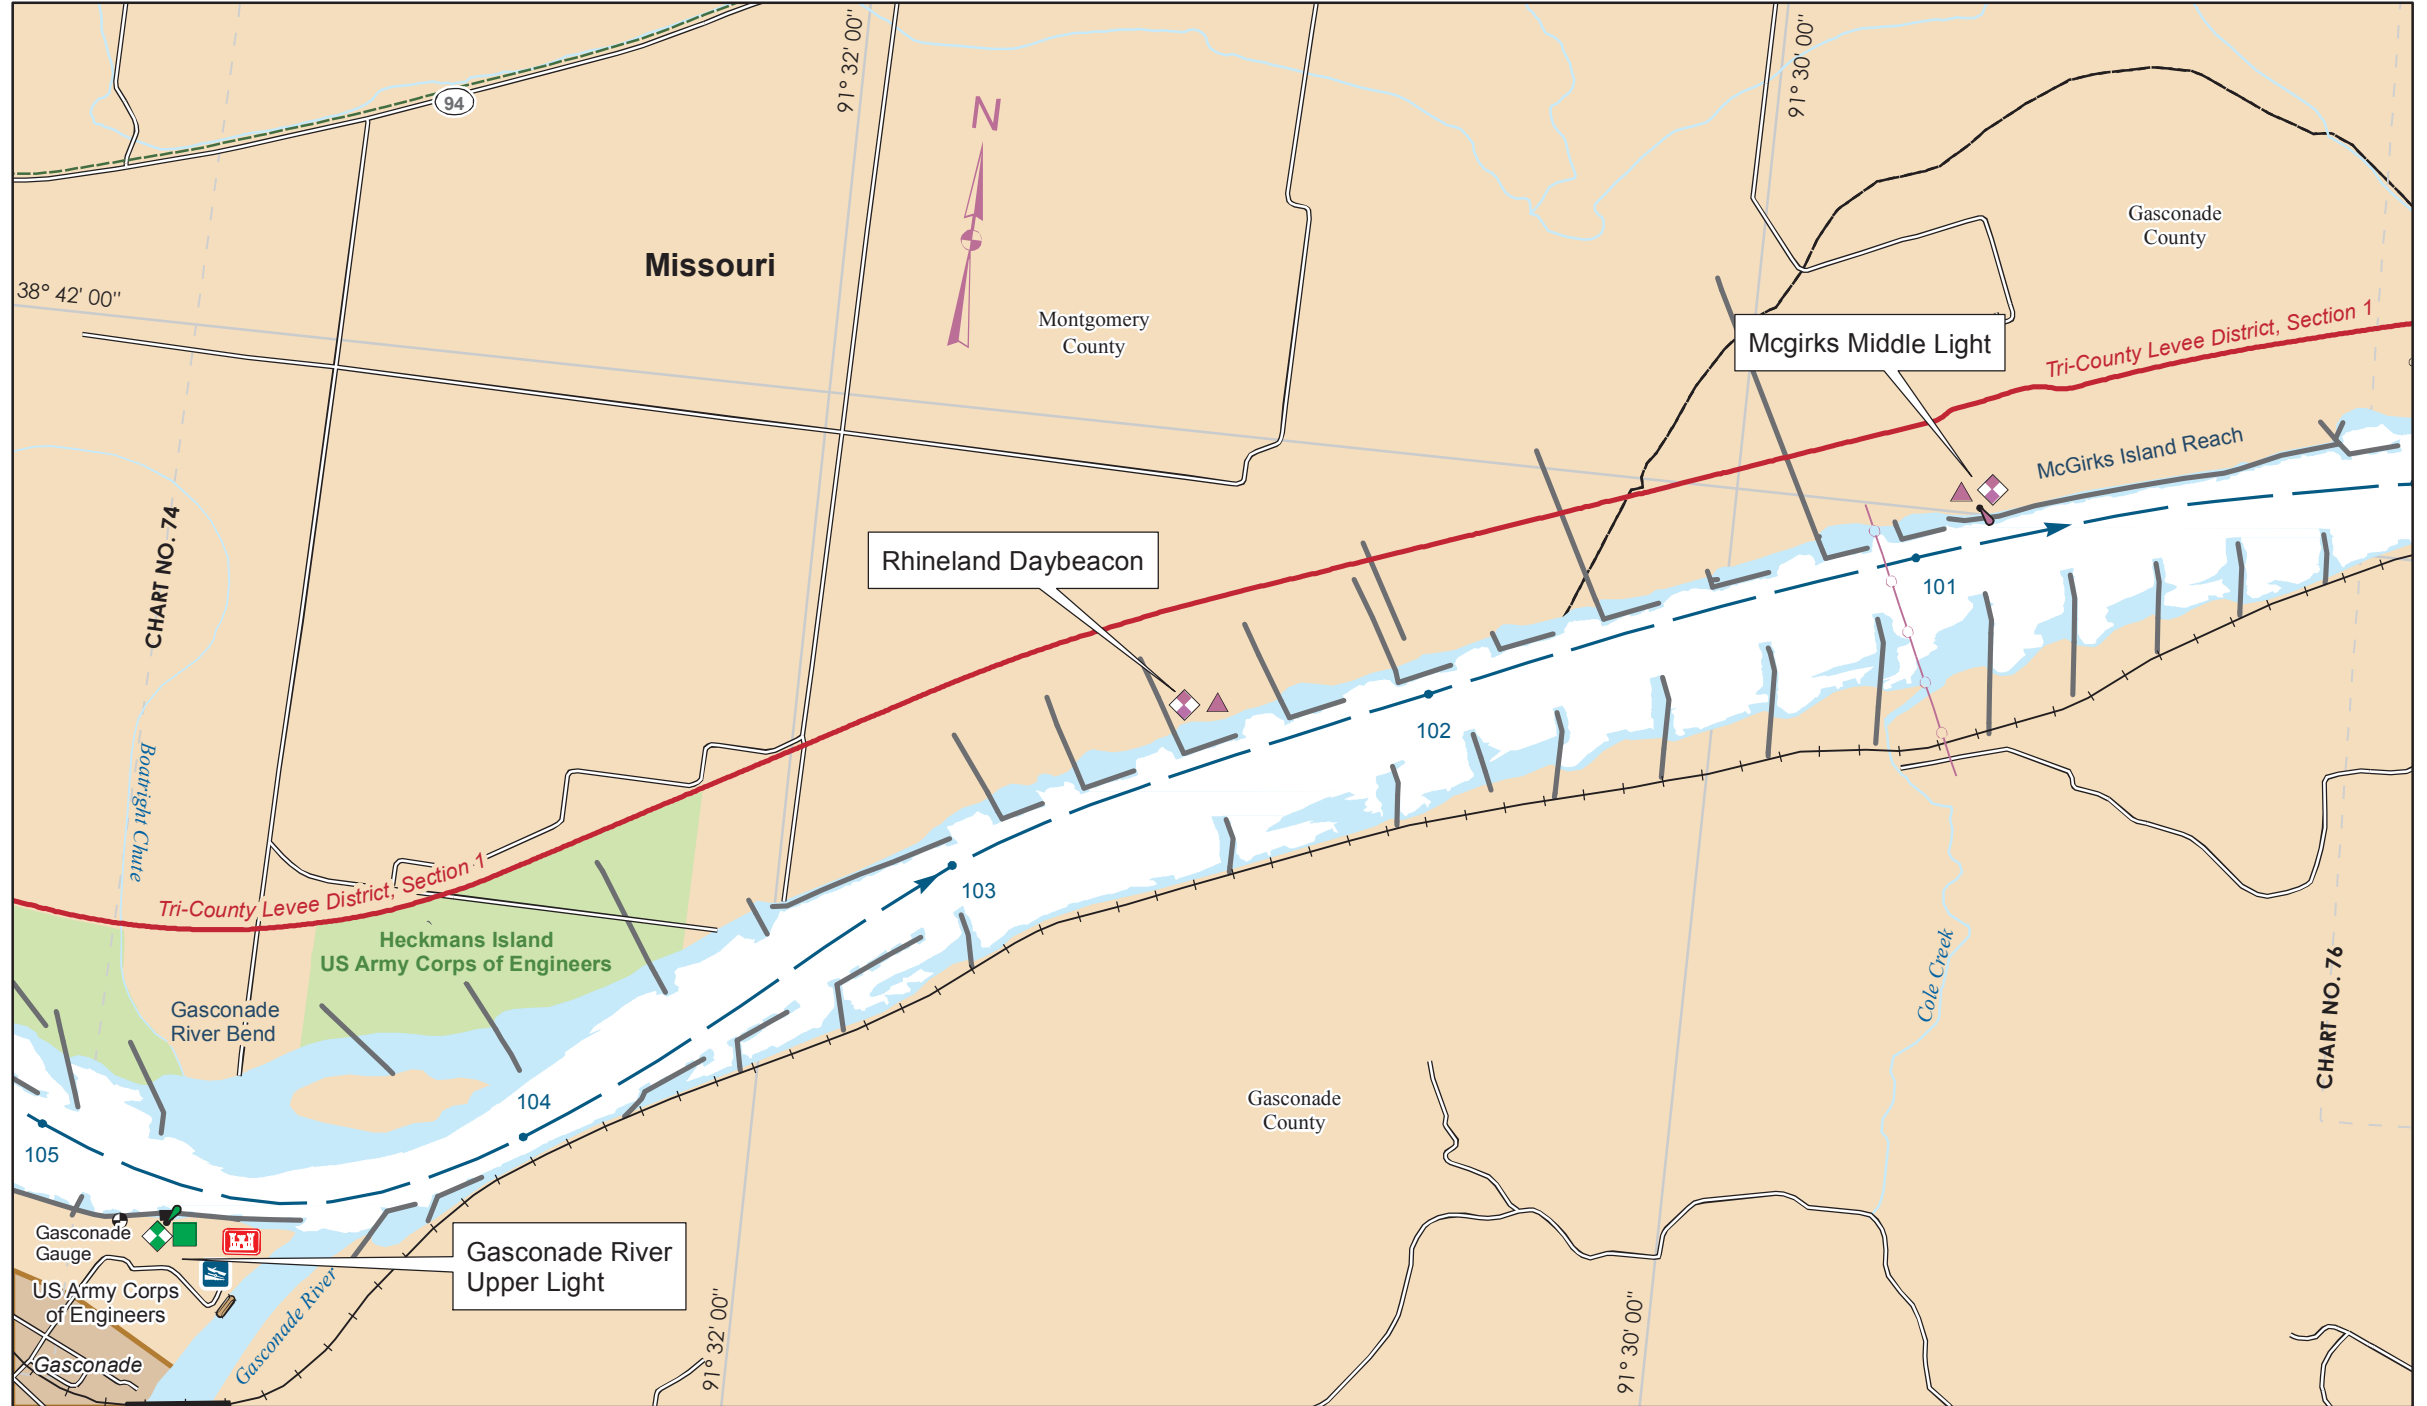 91° 32' 00"
91° 30' 00"
94
N
Gasconade
County
Missouri
38° 42' 00"
Montgomery
County
Mcgirks Middle Light
Tri-County Levee District, Section 1
McGirks Island Reach
CHART NO. 74
Rhineland Daybeacon
101
102
Boatright Chute
103
Tri-County Levee District, Section 1
Heckmans Island
US Army Corps of Engineers
Gasconade
River Bend
Cole Creek
CHART NO. 76
104
Gasconade
County
105
Gasconade
Gauge
Gasconade River
Upper Light
US Army Corps
of Engineers
Gasconade River
Gasconade
91° 32' 00"
91° 30' 00"